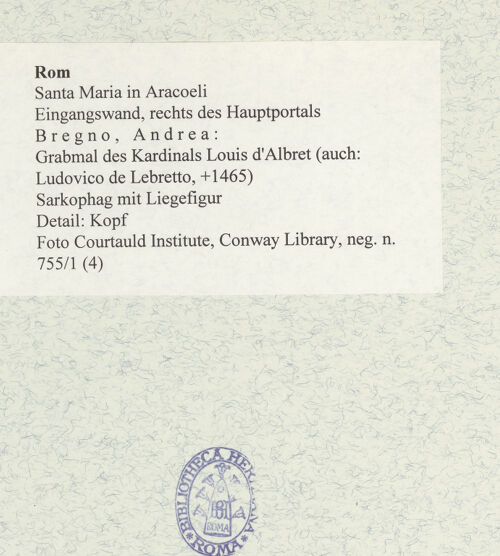 Rom
Santa Maria in Aracoeli
Eingangswand, rechts des Hauptportals
Bregno, Andrea:
Grabmal des Kardinals Louis d'Albret (auch:
Ludovico de Lebretto, +1465)
Sarkophag mit Liegefigur
Detail: Kopf
Foto Courtauld Institute, Conway Library, neg. n.
755/1 (4)
BIBLIOTHECA HERTZIANA
BH
ROMA
ROMA